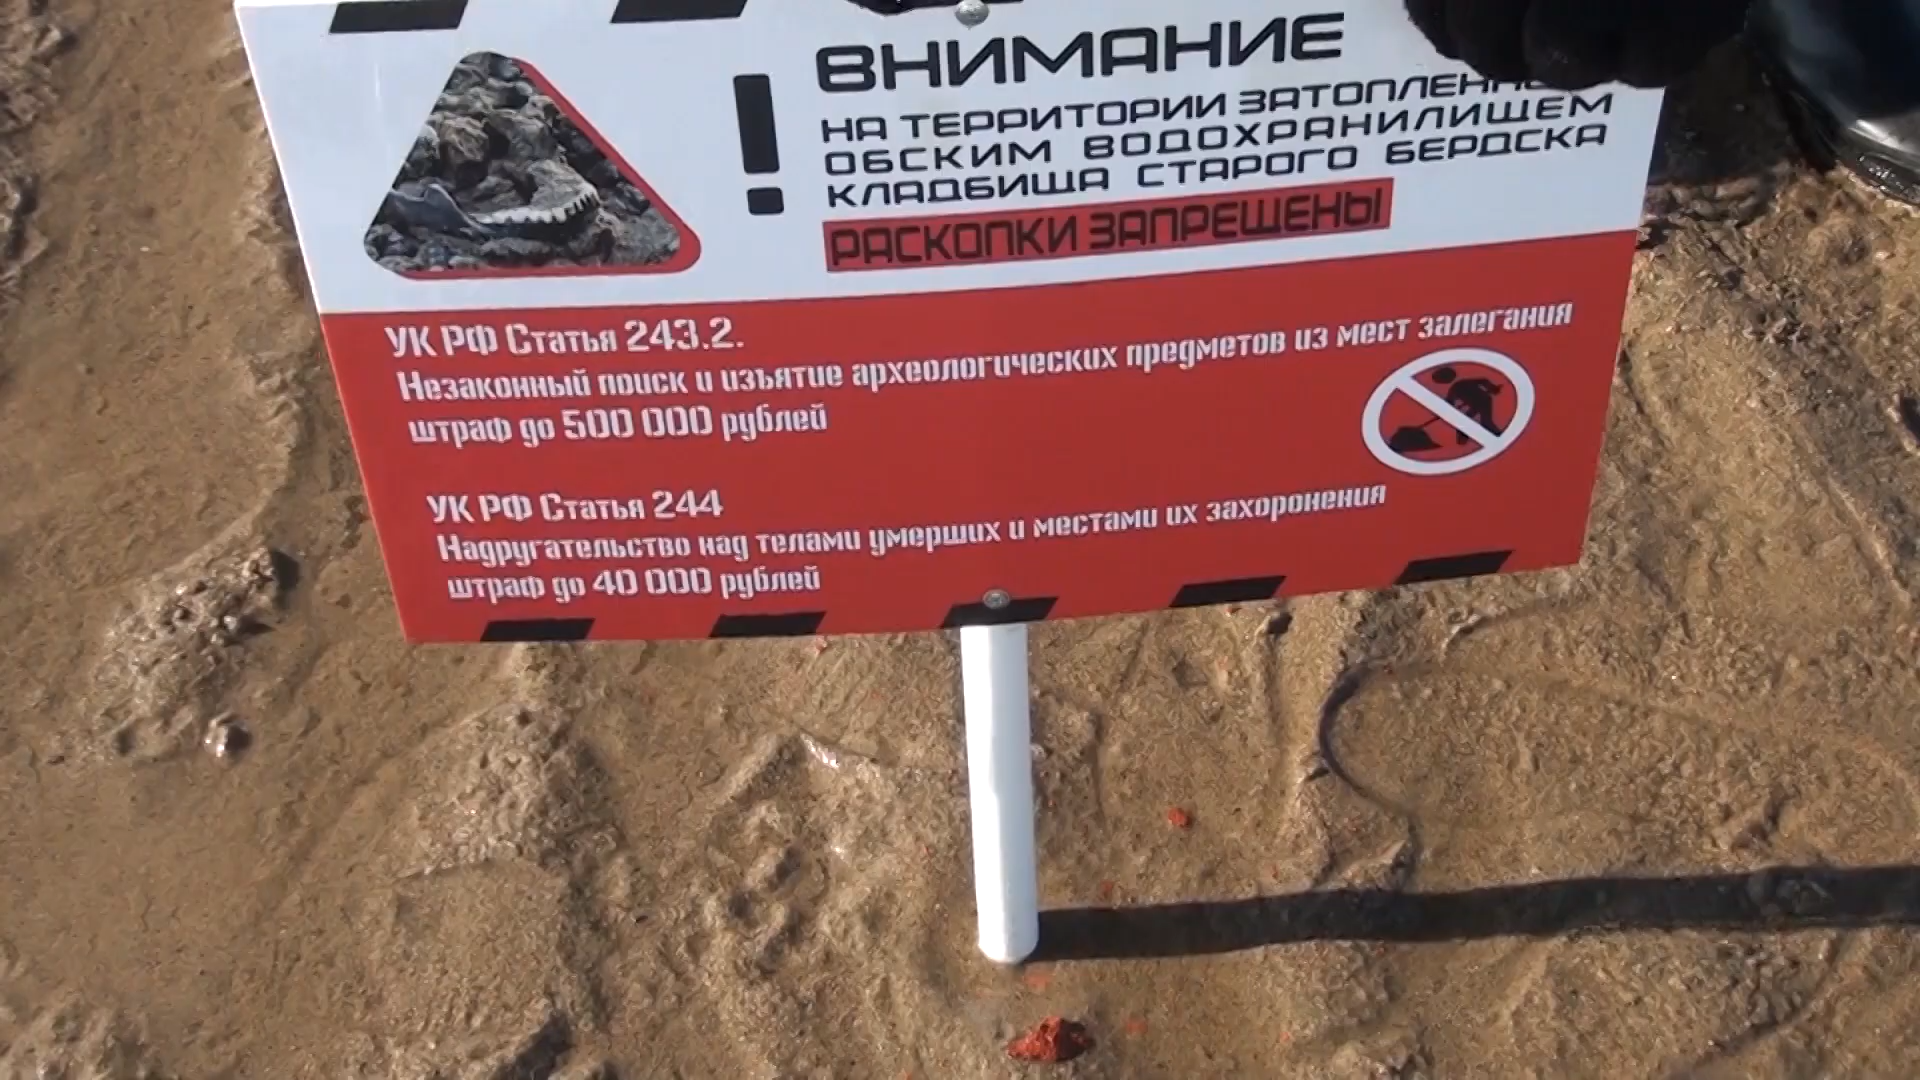 ВНИМАНИЕ
!
НА ТЕРРИТОРИИ
ОБСКИМ ВОДОХРАНИЛИЩЕМ
КЛАДБИЩА СТАРОГО БЕРДСКА
РАСКОПКИ ЗАПРЕЩЕНЫ
УК РФ Статья 243.2.
Незаконный поиск и изъятие археологических предметов из мест залегания
штраф до 500 000 рублей
УК РФ Статья 244
Надругательство над телами умерших и местами их захоронения
штраф до 40 000 рублей